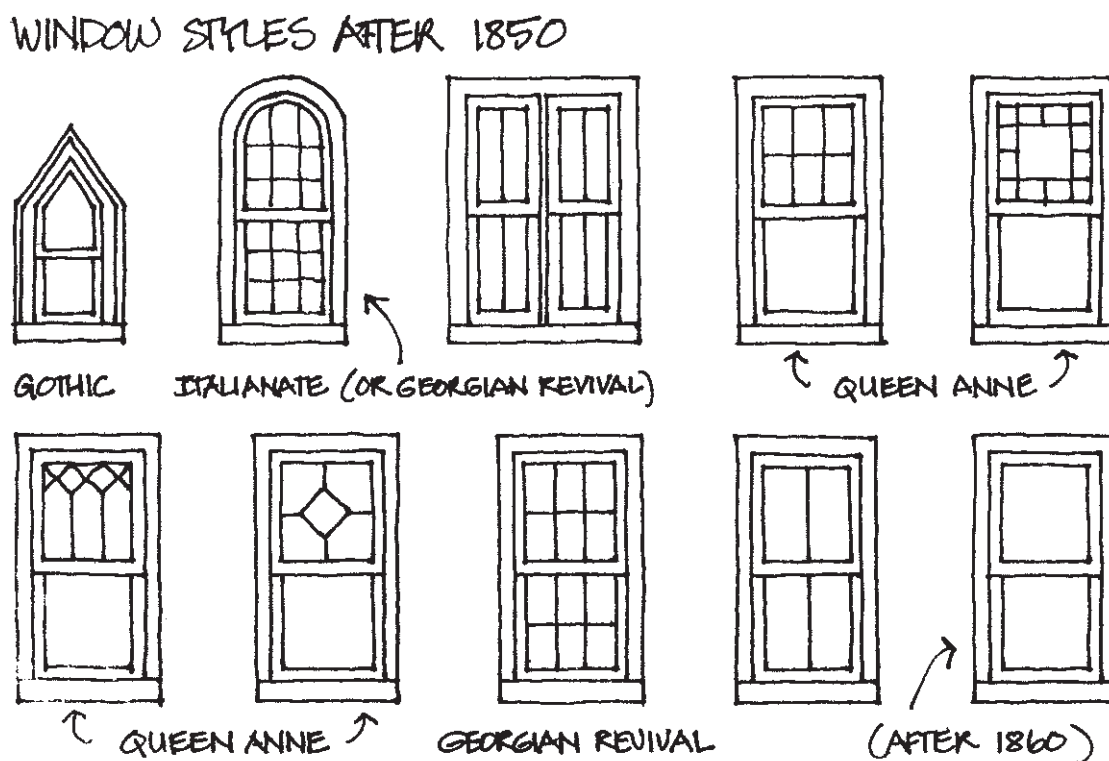 WINDOW STYLES AFTER 1850
GOTHIC
ITALIANATE (OR GEORGIAN REVIVAL)
QUEEN ANNE
QUEEN ANNE
GEORGIAN REVIVAL
(AFTER 1860)